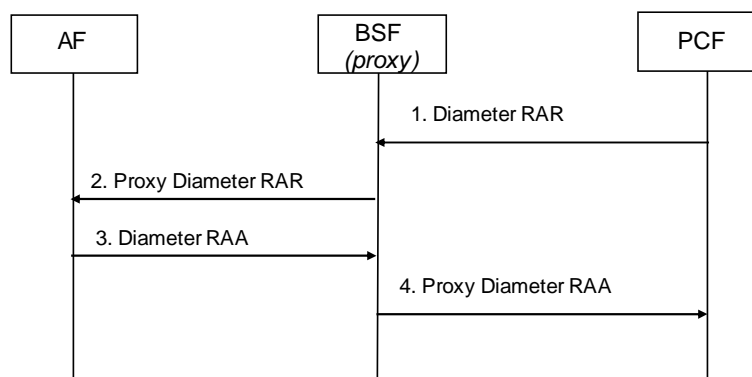 AF
BSF
(proxy)
PCF
1. Diameter RAR
2. Proxy Diameter RAR
3. Diameter RAA
4. Proxy Diameter RAA